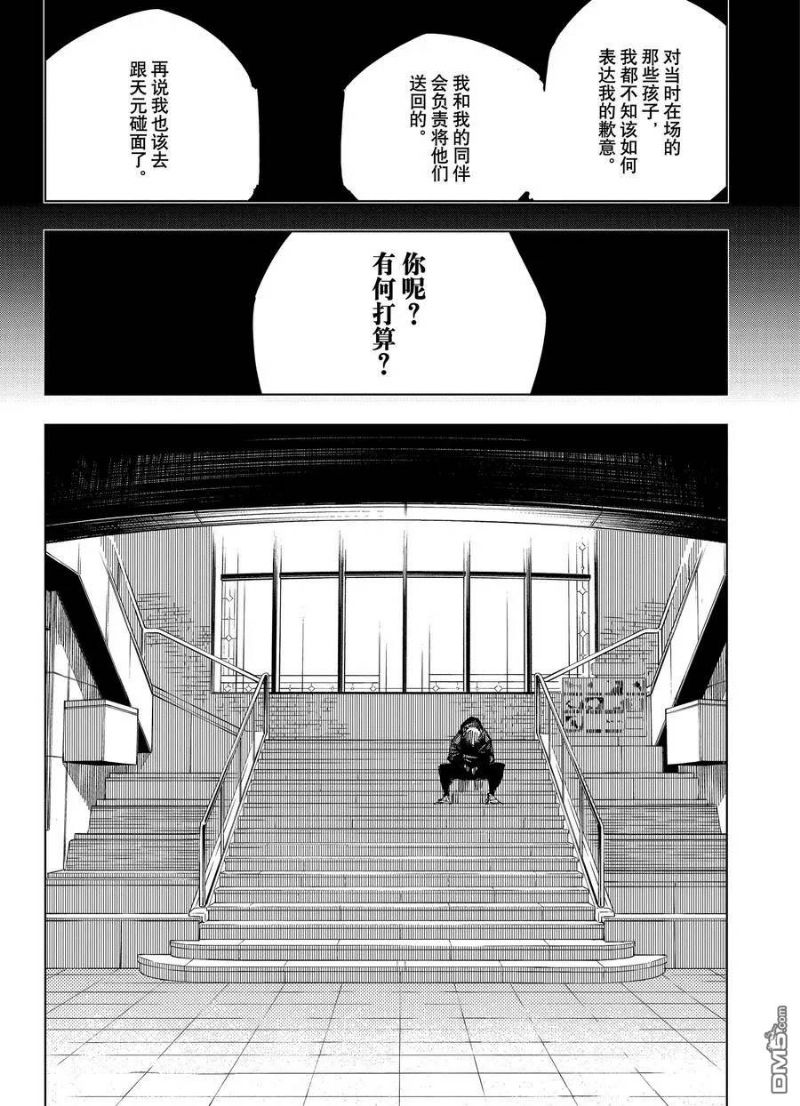 对当时在场的
那些孩子，
我都不知该如何
表达我的歉意。
我和我的同伴
会负责将他们
送回的。
再说我也该去
跟天元碰面了。
你呢？
有何打算？
DM5.com